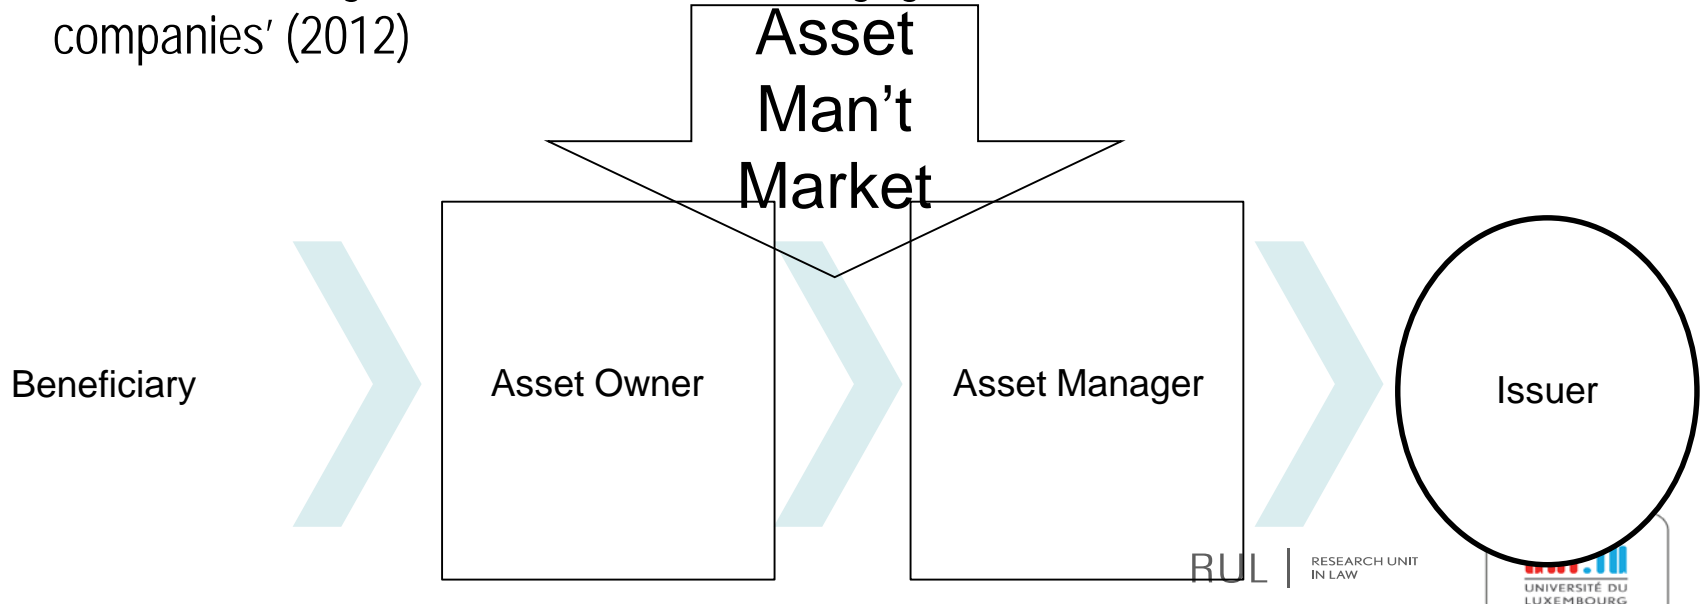 companies' (2012)
Asset
Man't
Market
Beneficiary
Asset Owner
Asset Manager
Issuer
RUL
RESEARCH UNIT
IN LAW
UNIVERSITÉ DU
LUXEMBOURG